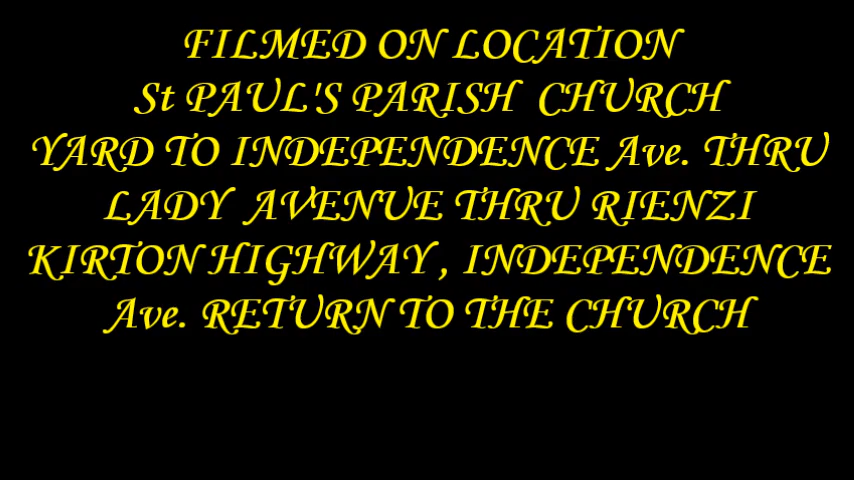 FILMED ON LOCATION
St PAUL'S PARISH CHURCH
YARD TO INDEPENDENCE Ave. THRU
LADY AVENUE THRU RIENZI
KIRTON HIGHWAY, INDEPENDENCE
Ave. RETURN TO THE CHURCH